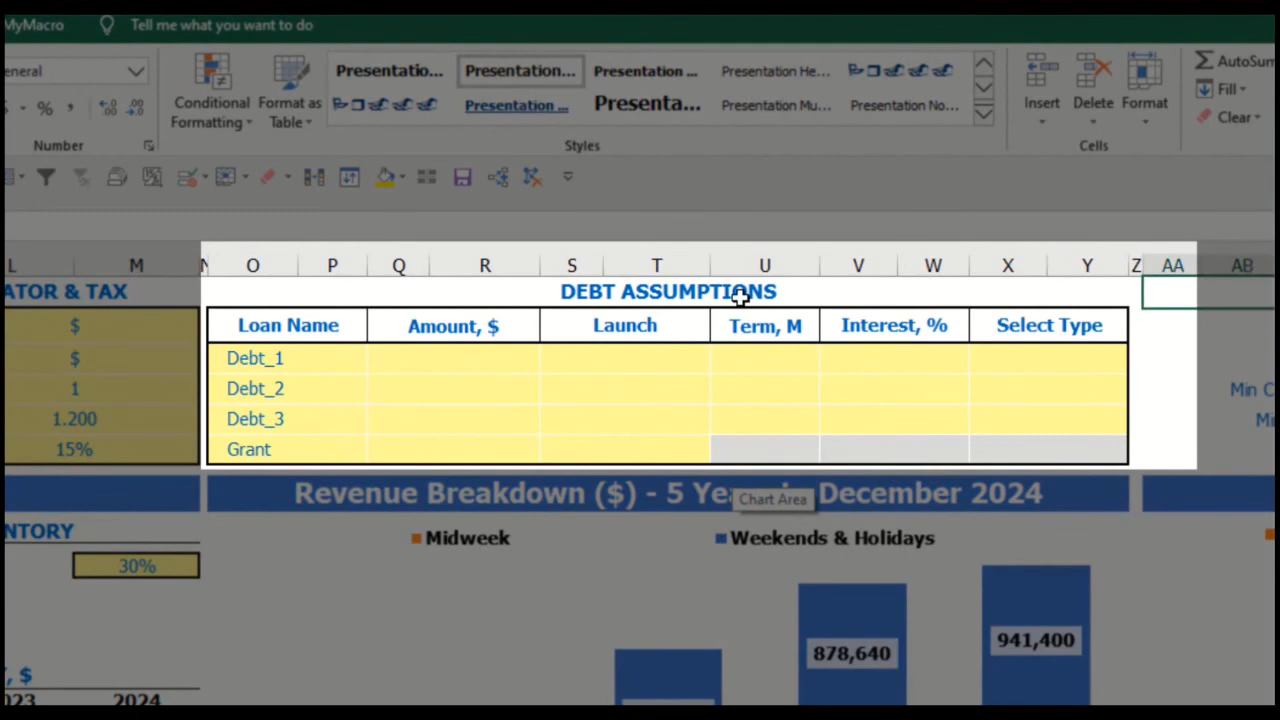 MyMacro Tell me what you want to do
eneral Presentatio... Presentation... Presentation ... Presentation He... AutoSum
% , Conditional Formatting Format as Table Presentation ... Presenta... Presentation Mu... Presentation No... Insert Delete Format Fill
Clear
Number Styles Cells
L M N O P Q R S T U V W X Y Z AA AB
ATOR & TAX DEBT ASSUMPTIONS
$ Loan Name Amount, $ Launch Term, M Interest, % Select Type
$ Debt_1
1 Debt_2 Min C
1.200 Debt_3 Mi
15% Grant
Revenue Breakdown ($) - 5 Ye December 2024
Chart Area
NTORY Midweek Weekends & Holidays
30%
878,640 941,400
, $
023 2024